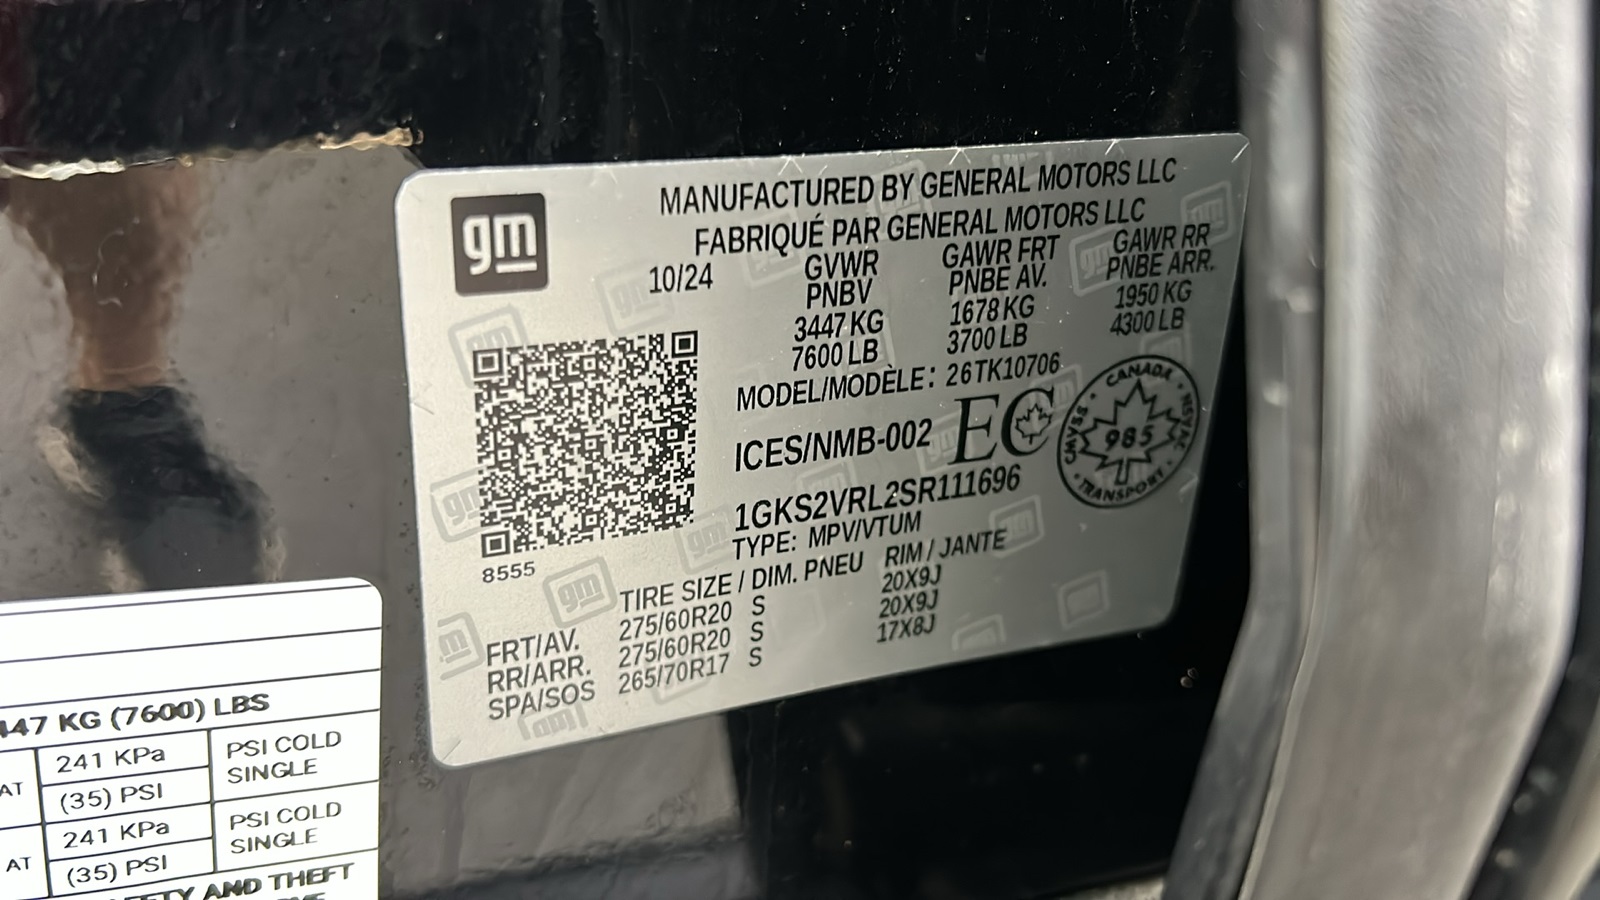 gm
MANUFACTURED BY GENERAL MOTORS LLC
FABRIQUÉ PAR GENERAL MOTORS LLC
10/24
GVWR
PNBV
3447 KG
7600 LB
GAWR FRT
PNBE AV.
1678 KG
3700 LB
GAWR RR
PNBE ARR.
1950 KG
4300 LB
MODEL/MODÈLE: 26TK10706
ICES/NMB-002 EC
CANADA
NSVAC
TRANSPORT
CMVSS
985
1GKS2VRL2SR111696
TYPE: MPV/VTUM
8555
TIRE SIZE / DIM. PNEU RIM / JANTE
FRT/AV. 275/60R20 S 20X9J
RR/ARR. 275/60R20 S 20X9J
SPA/SOS 265/70R17 S 17X8J
447 KG (7600) LBS
AT 241 KPa PSI COLD
(35) PSI SINGLE
AT 241 KPa PSI COLD
(35) PSI SINGLE
AND THEFT